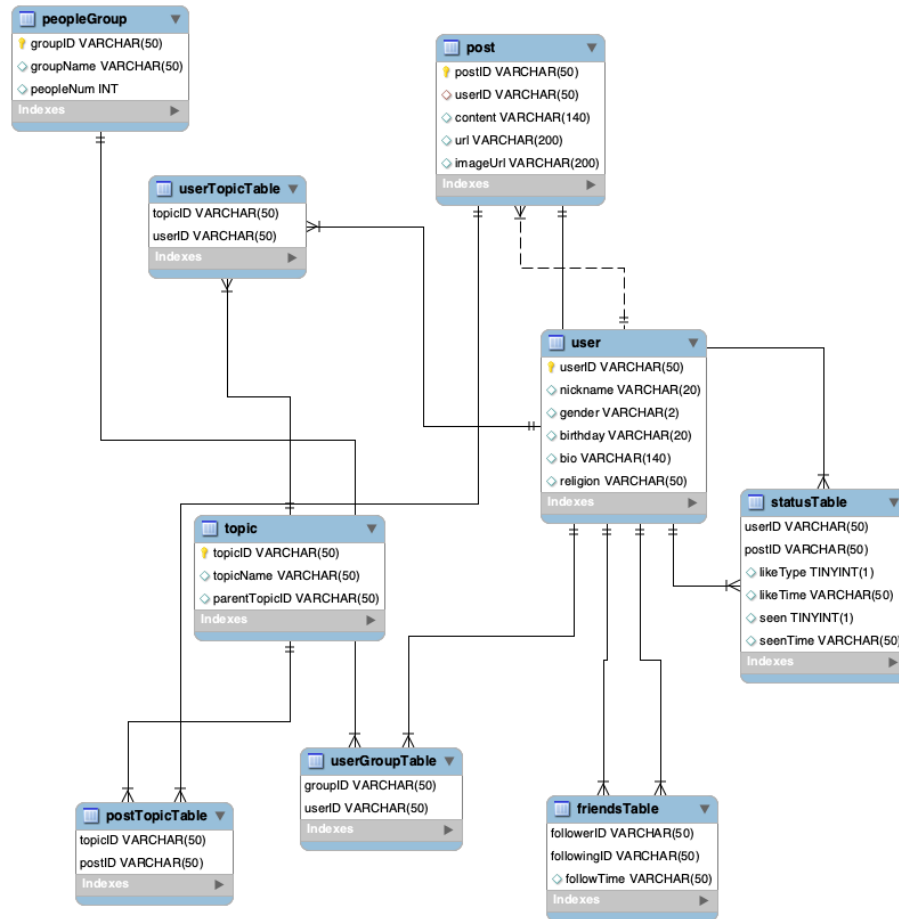 peopleGroup
groupID VARCHAR(50)
groupName VARCHAR(50)
peopleNum INT
Indexes
post
postID VARCHAR(50)
userID VARCHAR(50)
content VARCHAR(140)
url VARCHAR(200)
imageUrl VARCHAR(200)
Indexes
userTopicTable
topicID VARCHAR(50)
userID VARCHAR(50)
Indexes
user
userID VARCHAR(50)
nickname VARCHAR(20)
gender VARCHAR(2)
birthday VARCHAR(20)
bio VARCHAR(140)
religion VARCHAR(50)
Indexes
statusTable
userID VARCHAR(50)
postID VARCHAR(50)
likeType TINYINT(1)
likeTime VARCHAR(50)
seen TINYINT(1)
seenTime VARCHAR(50)
Indexes
topic
topicID VARCHAR(50)
topicName VARCHAR(50)
parentTopicID VARCHAR(50)
Indexes
userGroupTable
groupID VARCHAR(50)
userID VARCHAR(50)
Indexes
postTopicTable
topicID VARCHAR(50)
postID VARCHAR(50)
Indexes
friendsTable
followerID VARCHAR(50)
followingID VARCHAR(50)
followTime VARCHAR(50)
Indexes